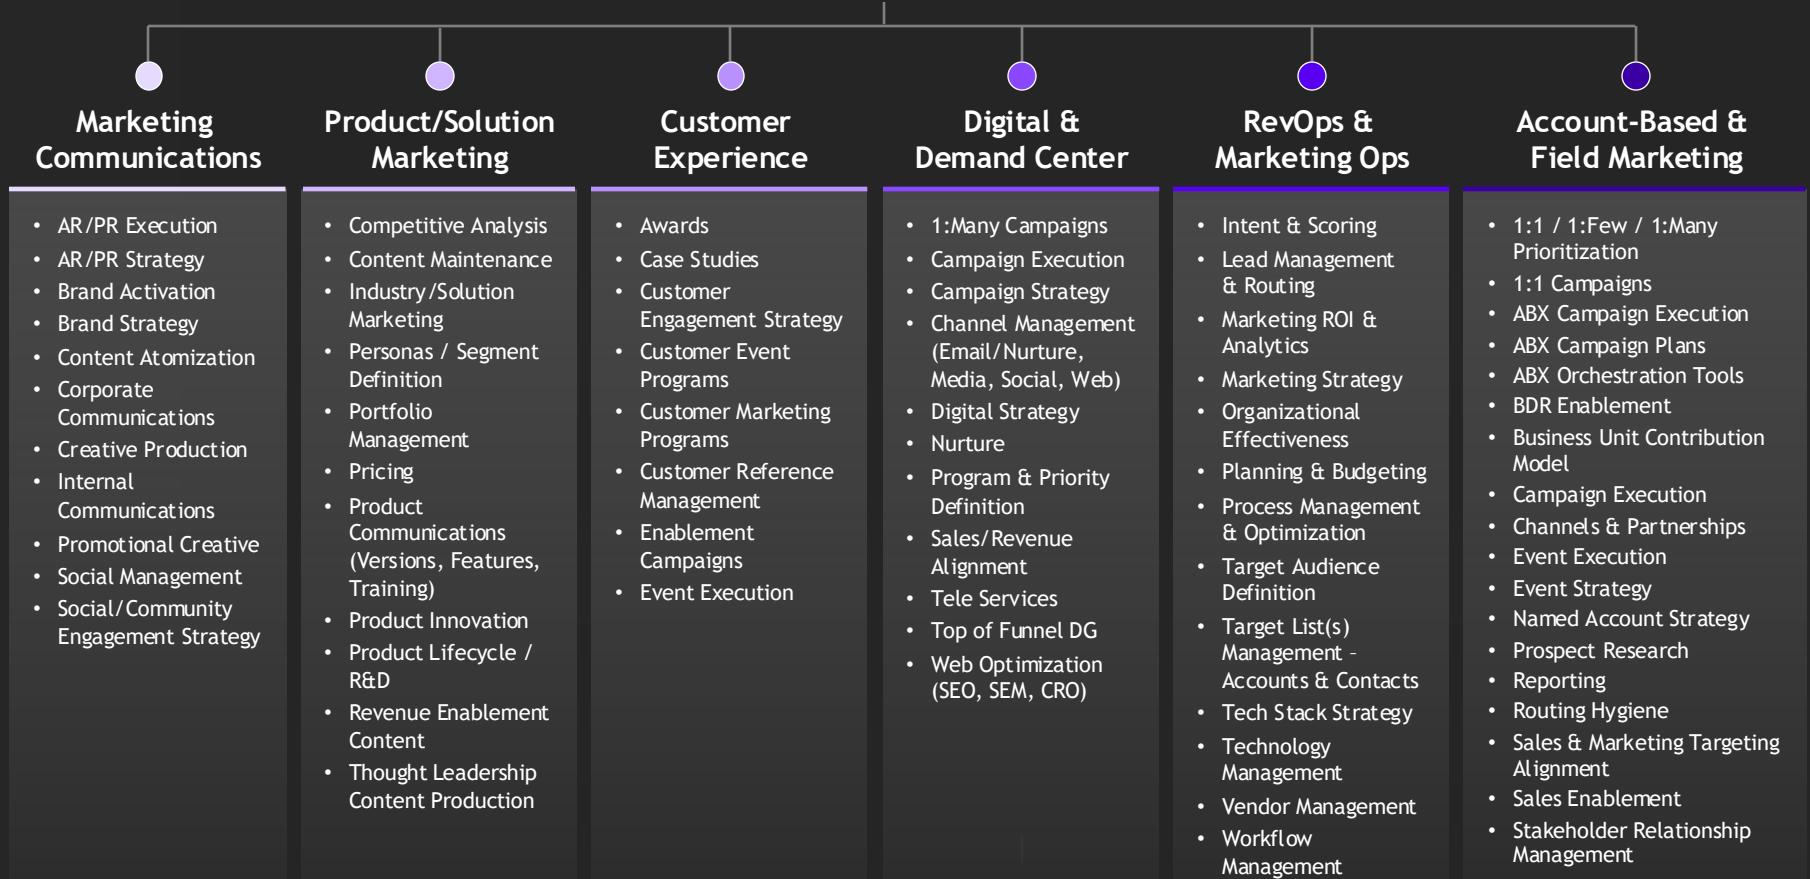 Marketing
Communications
• AR/PR Execution
• AR/PR Strategy
• Brand Activation
• Brand Strategy
• Content Atomization
• Corporate
Communications
• Creative Production
• Internal
Communications
• Promotional Creative
• Social Management
• Social/Community
Engagement Strategy
Product/Solution
Marketing
• Competitive Analysis
• Content Maintenance
• Industry/Solution
Marketing
• Personas / Segment
Definition
• Portfolio
Management
• Pricing
• Product
Communications
(Versions, Features,
Training)
• Product Innovation
• Product Lifecycle /
R&D
• Revenue Enablement
Content
• Thought Leadership
Content Production
Customer
Experience
• Awards
• Case Studies
• Customer
Engagement Strategy
• Customer Event
Programs
• Customer Marketing
Programs
• Customer Reference
Management
• Enablement
Campaigns
• Event Execution
Digital &
Demand Center
• 1:Many Campaigns
• Campaign Execution
• Campaign Strategy
• Channel Management
(Email/Nurture,
Media, Social, Web)
• Digital Strategy
• Nurture
• Program & Priority
Definition
• Sales/Revenue
Alignment
• Tele Services
• Top of Funnel DG
• Web Optimization
(SEO, SEM, CRO)
RevOps &
Marketing Ops
• Intent & Scoring
• Lead Management
& Routing
• Marketing ROI &
Analytics
• Marketing Strategy
• Organizational
Effectiveness
• Planning & Budgeting
• Process Management
& Optimization
• Target Audience
Definition
• Target List(s)
Management –
Accounts & Contacts
• Tech Stack Strategy
• Technology
Management
• Vendor Management
• Workflow
Management
Account-Based &
Field Marketing
• 1:1 / 1:Few / 1:Many
Prioritization
• 1:1 Campaigns
• ABX Campaign Execution
• ABX Campaign Plans
• ABX Orchestration Tools
• BDR Enablement
• Business Unit Contribution
Model
• Campaign Execution
• Channels & Partnerships
• Event Execution
• Event Strategy
• Named Account Strategy
• Prospect Research
• Reporting
• Routing Hygiene
• Sales & Marketing Targeting
Alignment
• Sales Enablement
• Stakeholder Relationship
Management